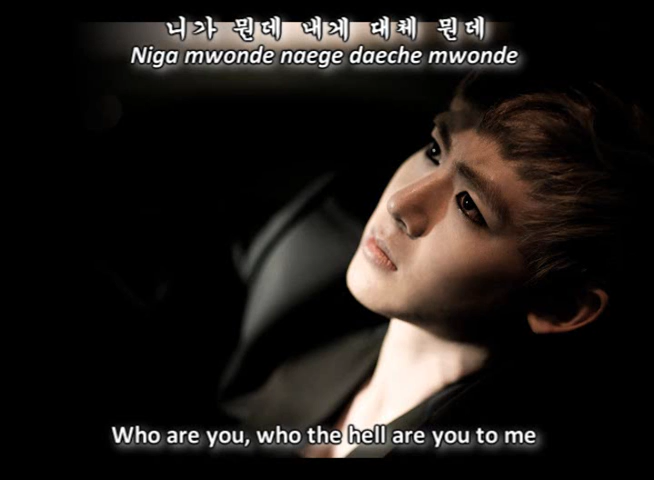 니가 뭔데 내게 대체 뭔데
Niga mwonde naege daeche mwonde
Who are you, who the hell are you to me